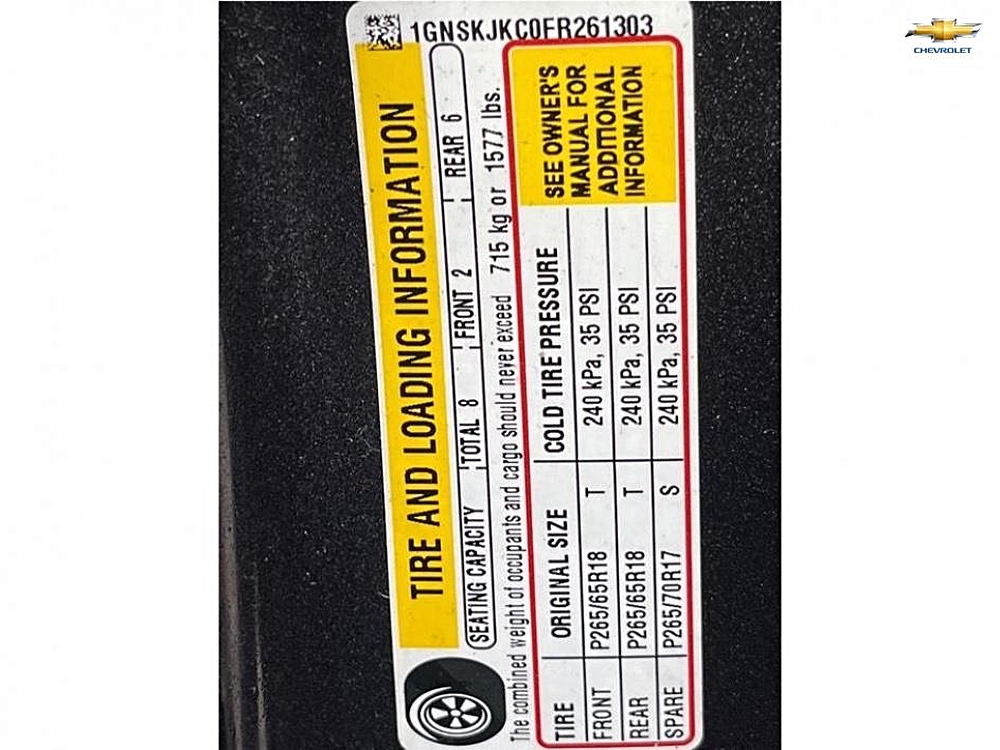 1GNSKJKC0FR261303
TIRE AND LOADING INFORMATION
SEATING CAPACITY TOTAL 8 FRONT 2 REAR 6
The combined weight of occupants and cargo should never exceed 715 kg or 1577 lbs.
TIRE ORIGINAL SIZE COLD TIRE PRESSURE
FRONT P265/65R18 T 240 kPa, 35 PSI
REAR P265/65R18 T 240 kPa, 35 PSI
SPARE P265/70R17 S 240 kPa, 35 PSI
SEE OWNER'S
MANUAL FOR
ADDITIONAL
INFORMATION
CHEVROLET